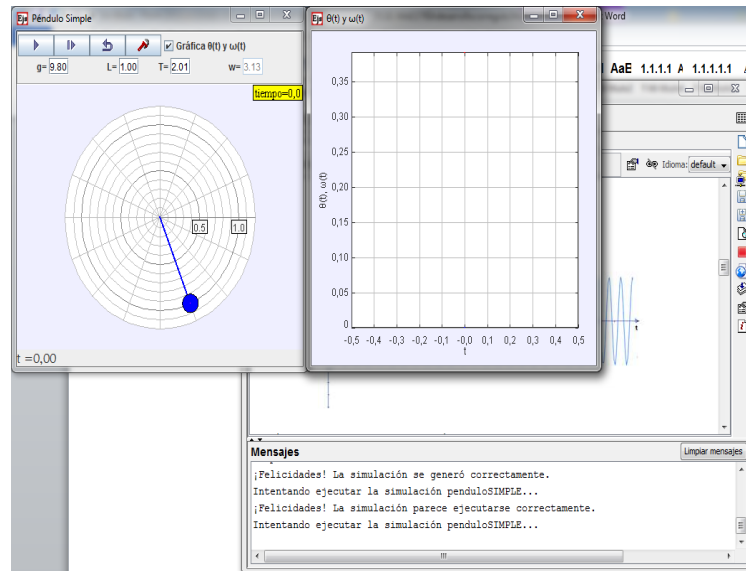 Eje Péndulo Simple
Gráfica θ(t) y ω(t)
g= 9.80 L= 1.00 T= 2.01 w= 3.13
tiempo=0,0
0.5 1.0
t =0,00
Eje θ(t) y ω(t)
0,35
0,30
0,25
0,20
0,15
0,10
0,05
0
θ(t), ω(t)
-0,5 -0,4 -0,3 -0,2 -0,1 -0,0 0,1 0,2 0,3 0,4 0,5
t
Word
AaE 1.1.1.1 A 1.1.1.1.1
Idioma: default
t
Mensajes
Limpiar mensajes
¡Felicidades! La simulación se generó correctamente.
Intentando ejecutar la simulación penduloSIMPLE...
¡Felicidades! La simulación parece ejecutarse correctamente.
Intentando ejecutar la simulación penduloSIMPLE...